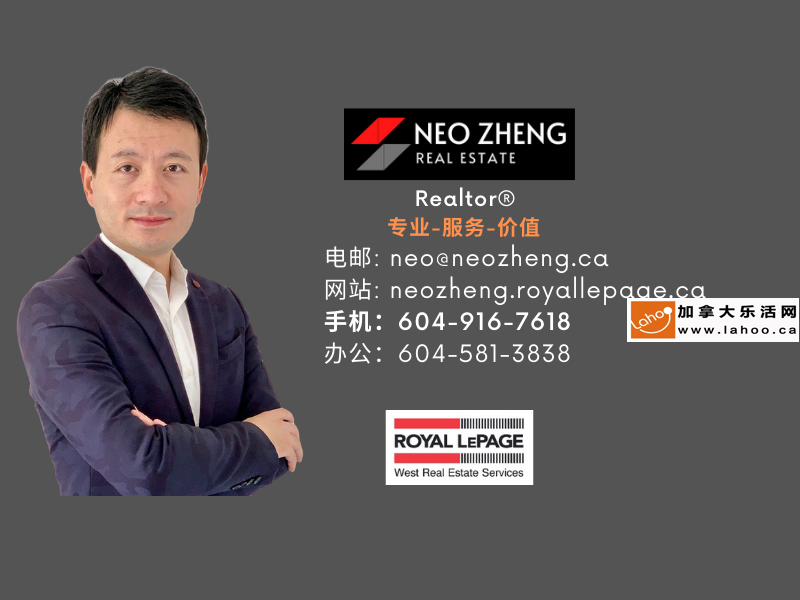 NEO ZHENG
REAL ESTATE
Realtor®
专业-服务-价值
电邮: neo@neozheng.ca
网站: neozheng.royallepage.ca
手机：604-916-7618
办公：604-581-3838
Lahoo
加拿大乐活网
www.lahoo.ca
ROYAL LEPAGE
West Real Estate Services